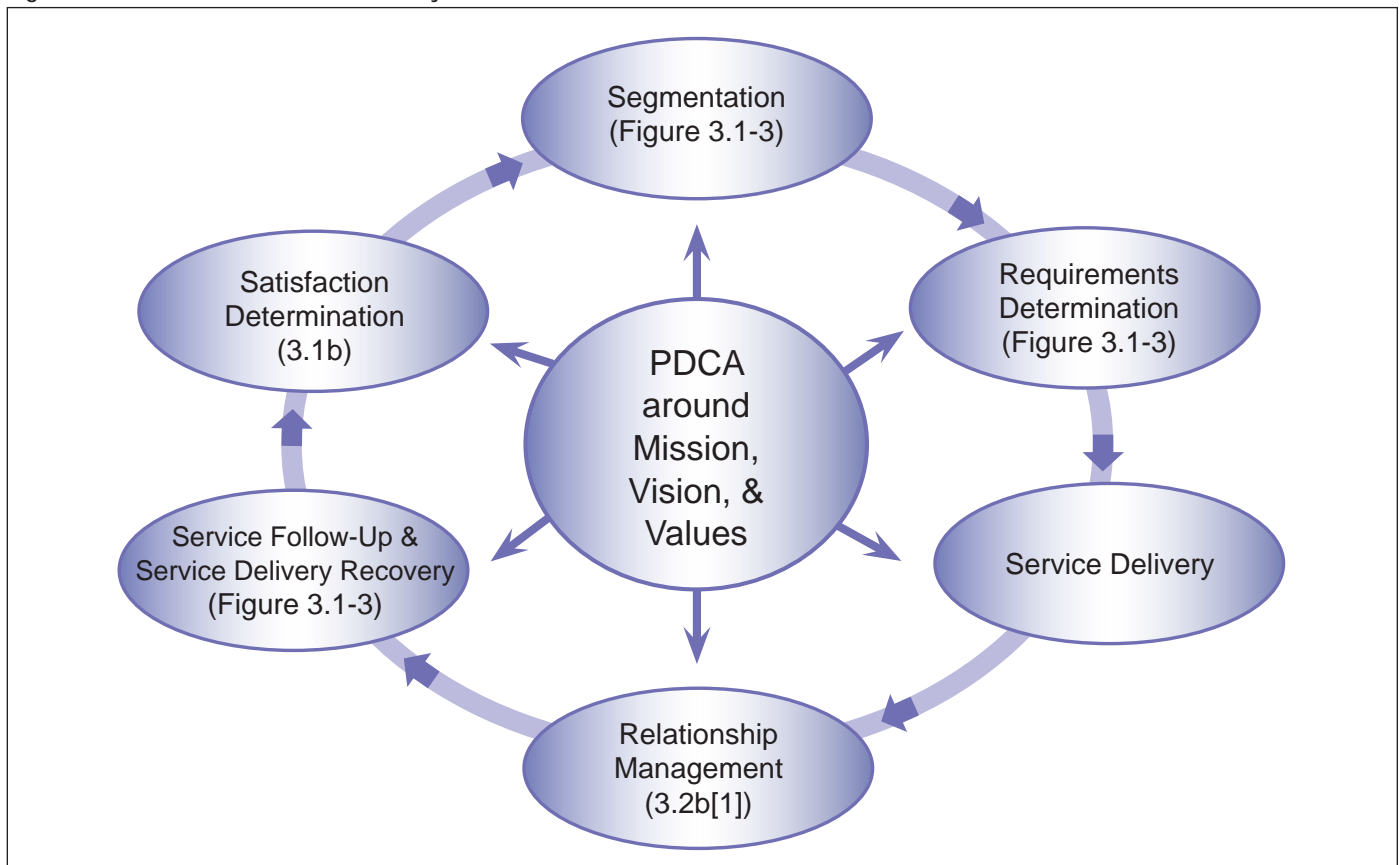 Segmentation
(Figure 3.1-3)
Requirements
Determination
(Figure 3.1-3)
Service Delivery
Relationship
Management
(3.2b[1])
Service Follow-Up &
Service Delivery Recovery
(Figure 3.1-3)
Satisfaction
Determination
(3.1b)
PDCA
around
Mission,
Vision, &
Values